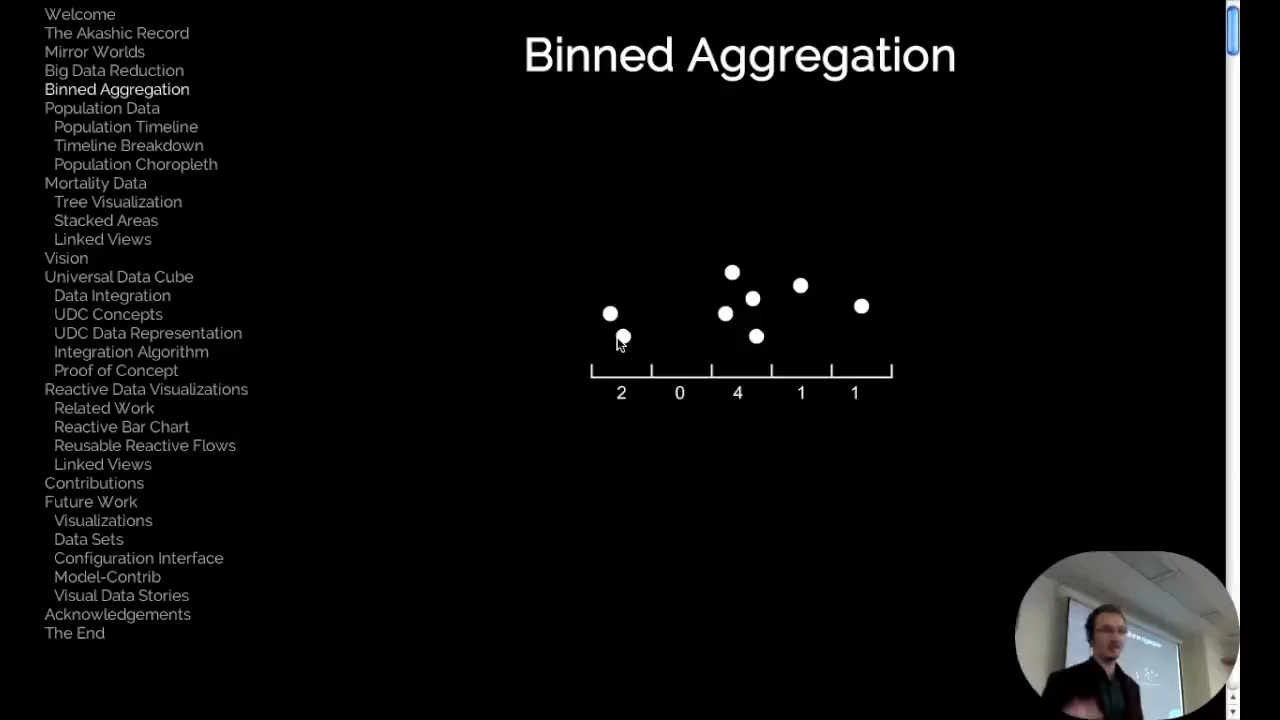 Welcome
The Akashic Record
Mirror Worlds
Big Data Reduction
Binned Aggregation
Population Data
Population Timeline
Timeline Breakdown
Population Choropleth
Mortality Data
Tree Visualization
Stacked Areas
Linked Views
Vision
Universal Data Cube
Data Integration
UDC Concepts
UDC Data Representation
Integration Algorithm
Proof of Concept
Reactive Data Visualizations
Related Work
Reactive Bar Chart
Reusable Reactive Flows
Linked Views
Contributions
Future Work
Visualizations
Data Sets
Configuration Interface
Model-Contrib
Visual Data Stories
Acknowledgements
The End
Binned Aggregation
2 0 4 1 1